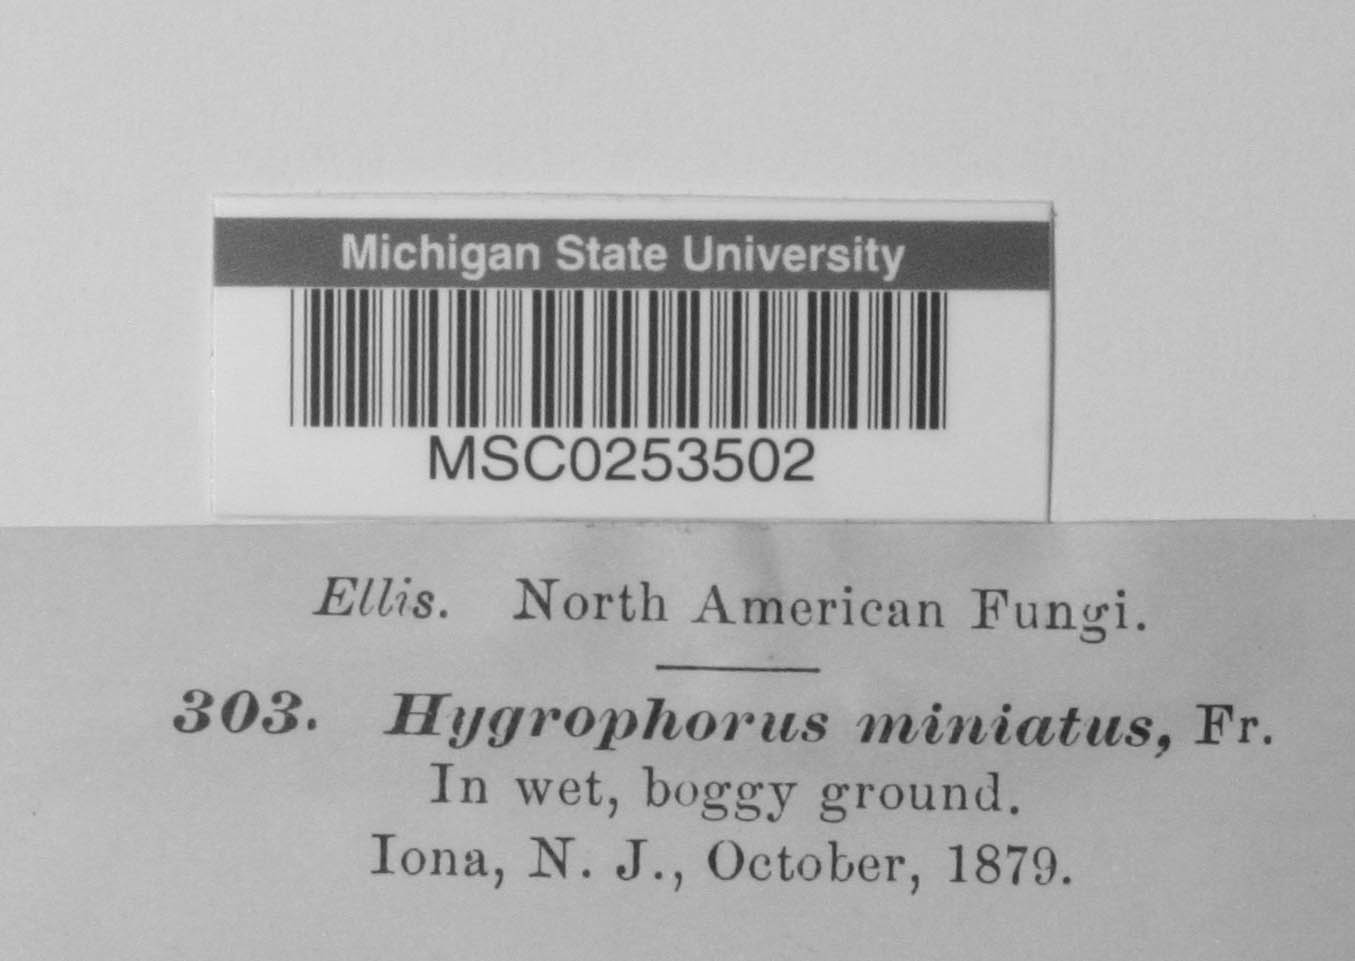 Michigan State University
MSC0253502
Ellis. North American Fungi.
303. Hygrophorus miniatus, Fr.
In wet, boggy ground.
Iona, N. J., October, 1879.